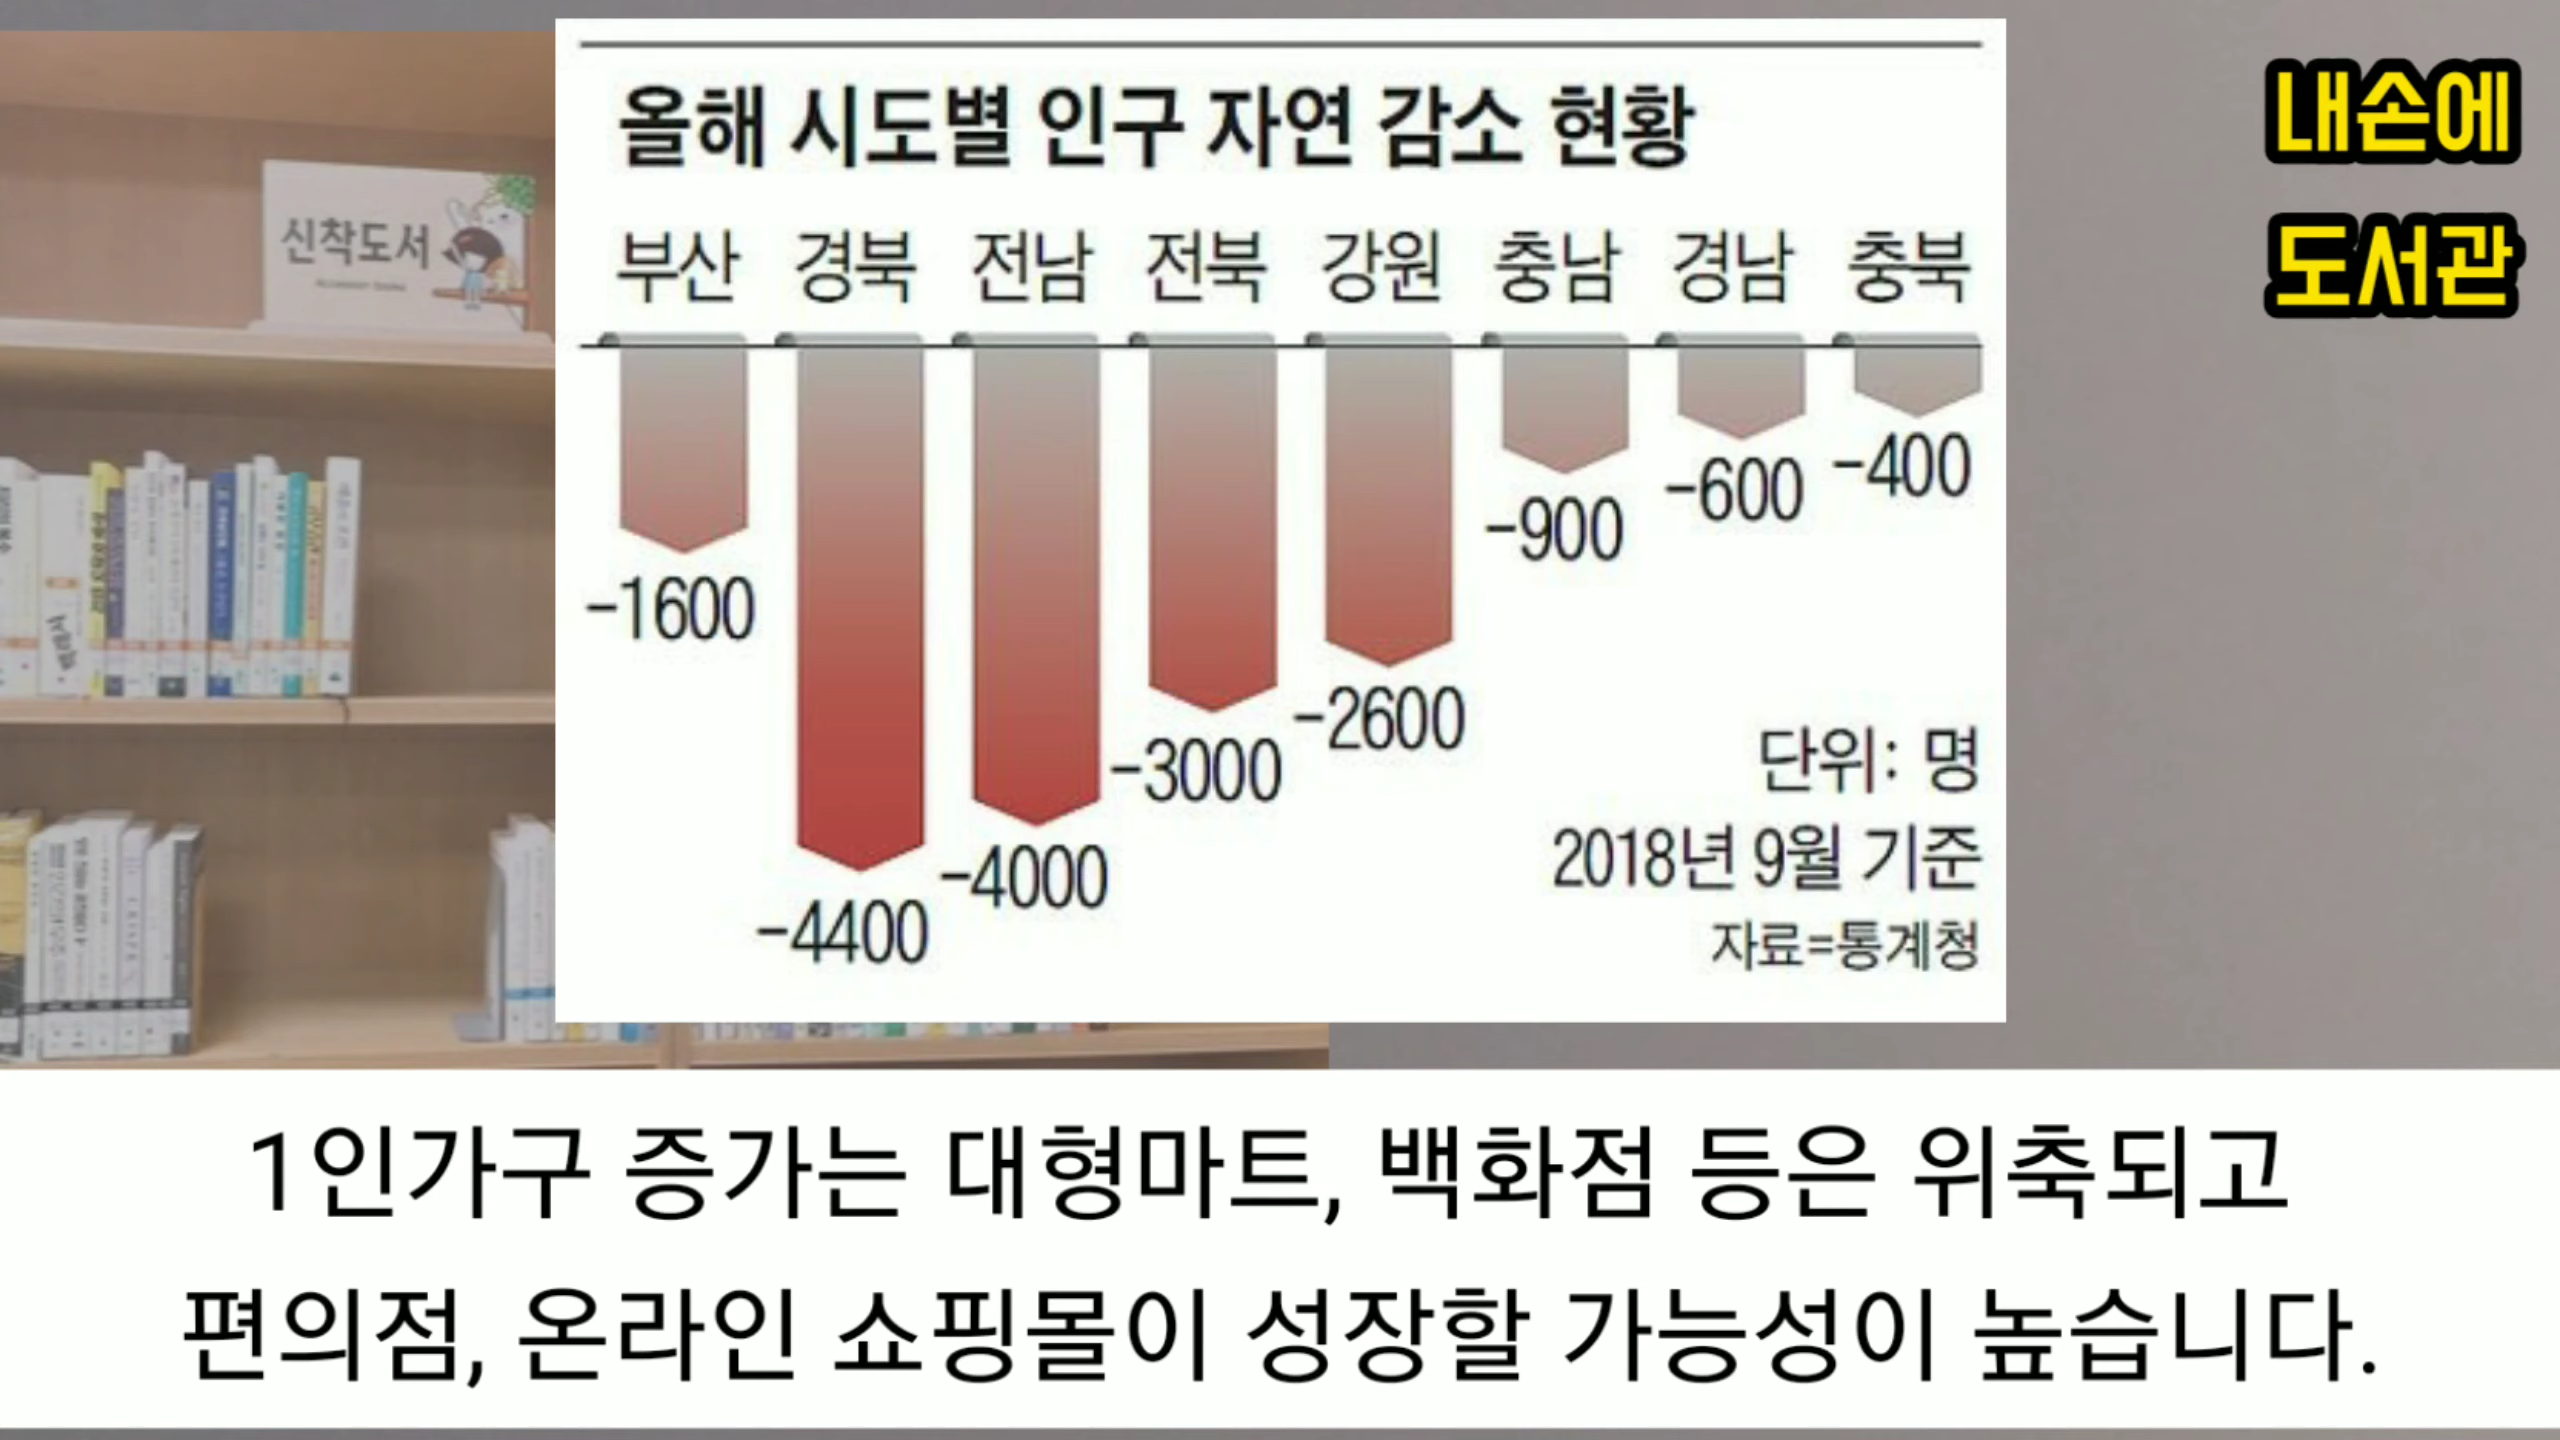 올해 시도별 인구 자연 감소 현황
부산 경북 전남 전북 강원 충남 경남 충북
-1600 -4400 -4000 -3000 -2600 -900 -600 -400
단위: 명
2018년 9월 기준
자료=통계청
내손에
도서관
신착도서
1인가구 증가는 대형마트, 백화점 등은 위축되고
편의점, 온라인 쇼핑몰이 성장할 가능성이 높습니다.